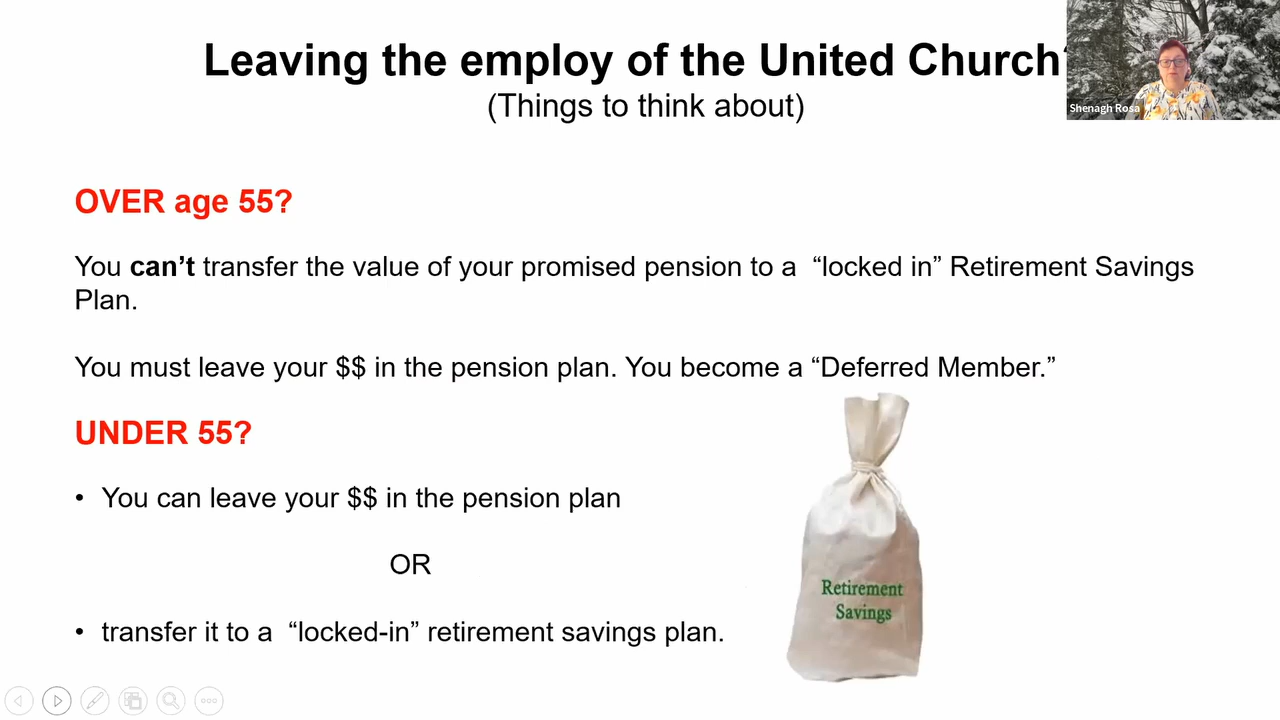 Leaving the employ of the United Church?
(Things to think about)
Shenagh Rosa
OVER age 55?
You can’t transfer the value of your promised pension to a “locked in” Retirement Savings
Plan.
You must leave your $$ in the pension plan. You become a “Deferred Member.”
UNDER 55?
• You can leave your $$ in the pension plan
OR
• transfer it to a “locked-in” retirement savings plan.
Retirement
Savings